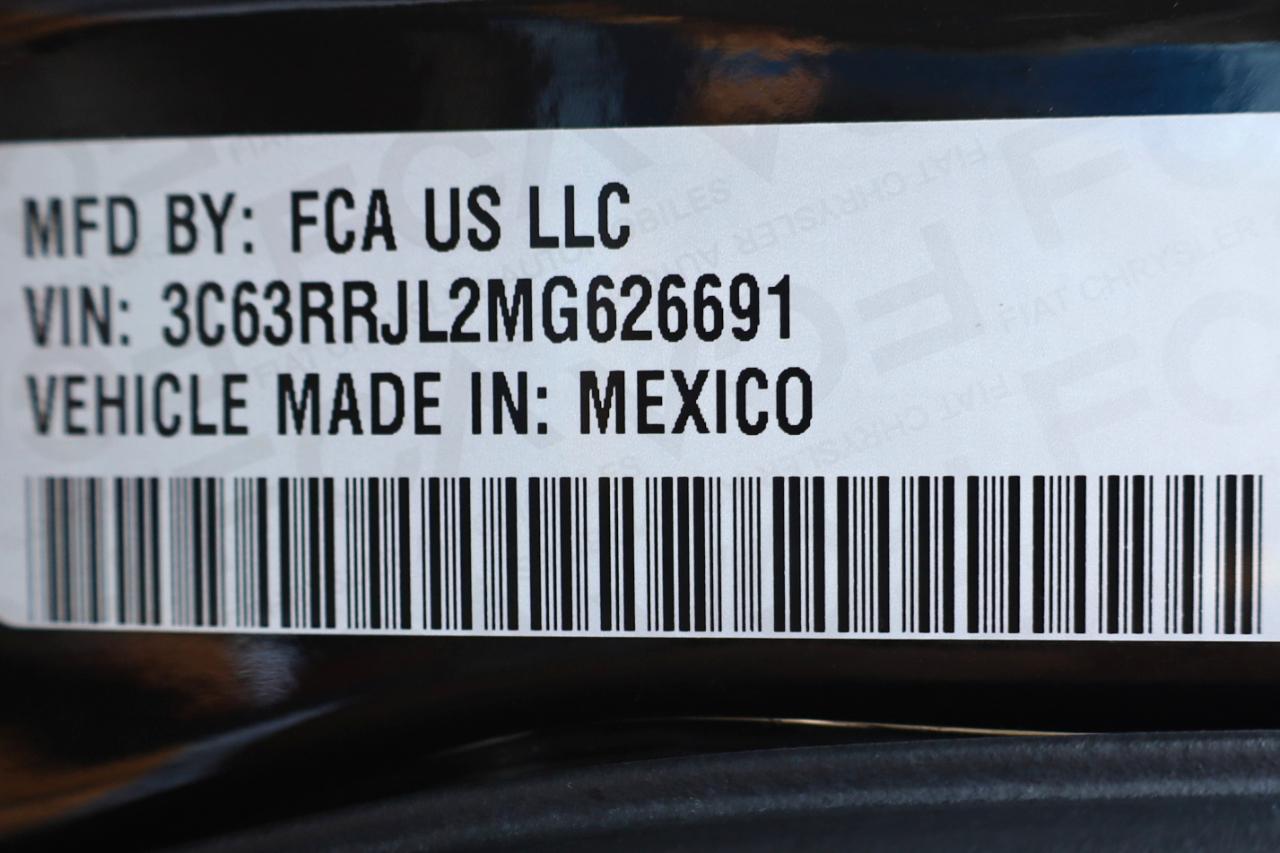 MFD BY: FCA US LLC
VIN: 3C63RRJL2MG626691
VEHICLE MADE IN: MEXICO